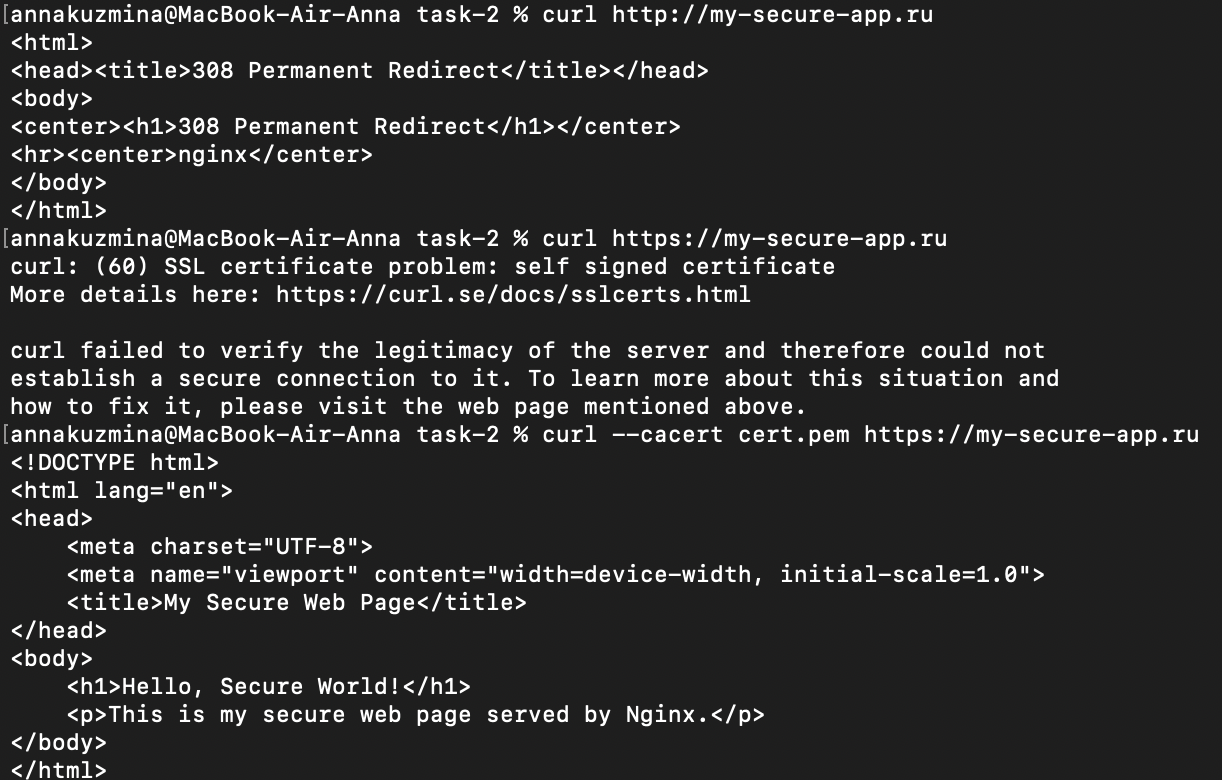 [annakuzmina@MacBook-Air-Anna task-2 % curl http://my-secure-app.ru
<html>
<head><title>308 Permanent Redirect</title></head>
<body>
<center><h1>308 Permanent Redirect</h1></center>
<hr><center>nginx</center>
</body>
</html>
[annakuzmina@MacBook-Air-Anna task-2 % curl https://my-secure-app.ru
curl: (60) SSL certificate problem: self signed certificate
More details here: https://curl.se/docs/sslcerts.html

curl failed to verify the legitimacy of the server and therefore could not
establish a secure connection to it. To learn more about this situation and
how to fix it, please visit the web page mentioned above.
[annakuzmina@MacBook-Air-Anna task-2 % curl --cacert cert.pem https://my-secure-app.ru
<!DOCTYPE html>
<html lang="en">
<head>
    <meta charset="UTF-8">
    <meta name="viewport" content="width=device-width, initial-scale=1.0">
    <title>My Secure Web Page</title>
</head>
<body>
    <h1>Hello, Secure World!</h1>
    <p>This is my secure web page served by Nginx.</p>
</body>
</html>